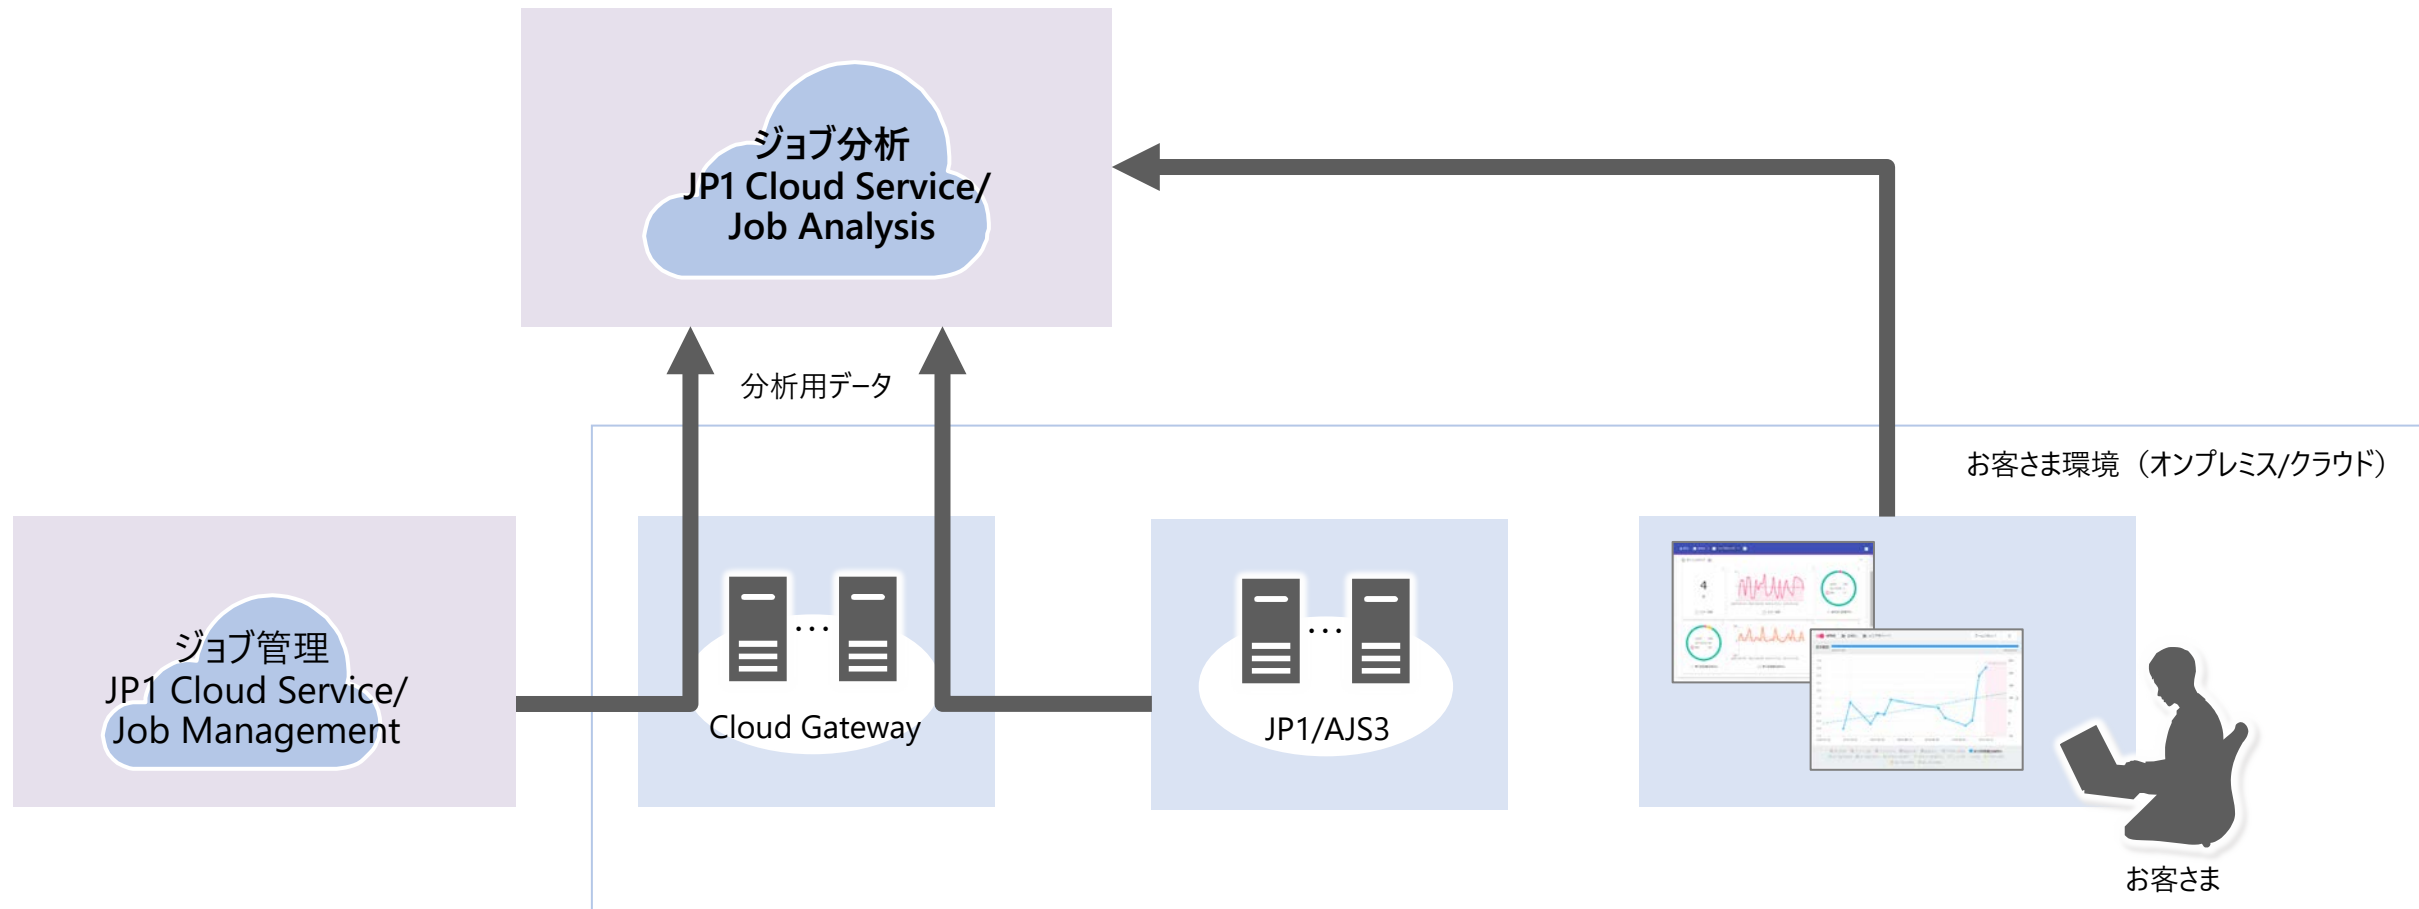 ジョブ分析
JP1 Cloud Service/
Job Analysis
分析用データ
お客さま環境（オンプレミス/クラウド）
ジョブ管理
JP1 Cloud Service/
Job Management
...
Cloud Gateway
...
JP1/AJS3
4
お客さま